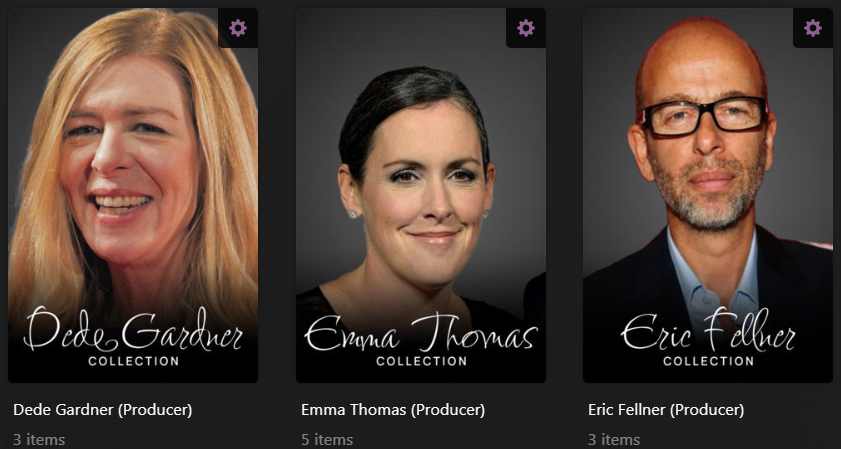 Dede Gardner
COLLECTION
Dede Gardner (Producer)
3 items
Emma Thomas
COLLECTION
Emma Thomas (Producer)
5 items
Eric Fellner
COLLECTION
Eric Fellner (Producer)
3 items